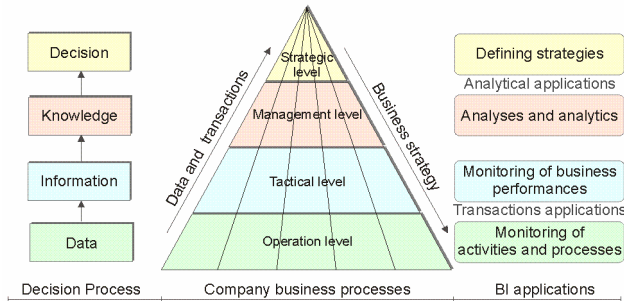 Decision
Knowledge
Information
Data
Decision Process
Data and transactions
Strategic
level
Management level
Tactical level
Operation level
Business strategy
Company business processes
Defining strategies
Analytical applications
Analyses and analytics
Monitoring of business
performances
Transactions applications
Monitoring of
activities and processes
BI applications